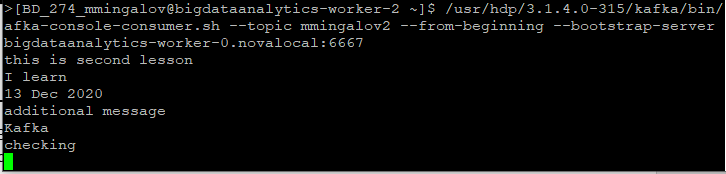 >[BD_274_mmingalov@bigdataanalytics-worker-2 ~]$ /usr/hdp/3.1.4.0-315/kafka/bin/
afka-console-consumer.sh --topic mmingalov2 --from-beginning --bootstrap-server
bigdataanalytics-worker-0.novalocal:6667
this is second lesson
I learn
13 Dec 2020
additional message
Kafka
checking